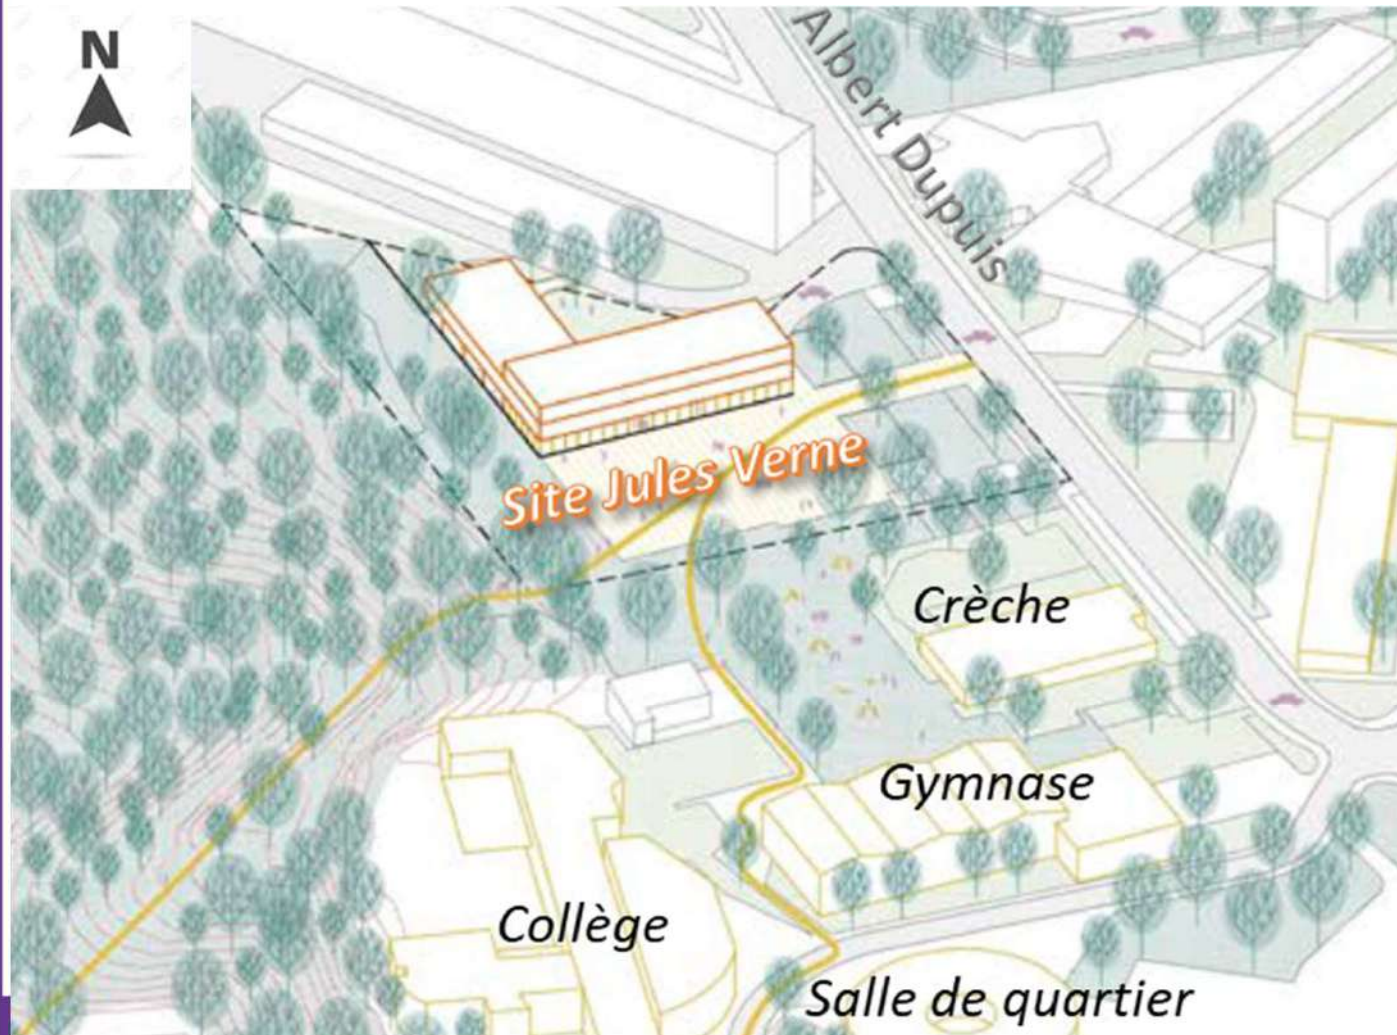 N
Albert Dupuis
Site Jules Verne
Crèche
Gymnase
Collège
Salle de quartier